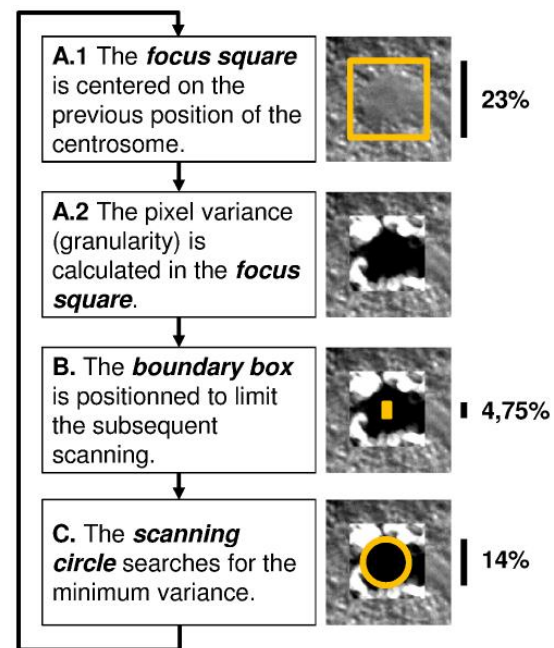 A.1 The focus square
is centered on the
previous position of the
centrosome.
23%
A.2 The pixel variance
(granularity) is
calculated in the focus
square.
B. The boundary box
is positionned to limit
the subsequent
scanning.
4,75%
C. The scanning
circle searches for the
minimum variance.
14%